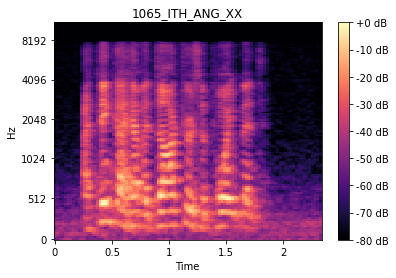 1065_ITH_ANG_XX
+0 dB
8192
-10 dB
-20 dB
4096
-30 dB
Hz
2048
-40 dB
1024
-50 dB
512
-60 dB
-70 dB
0
-80 dB
0
0.5
1
1.5
2
Time